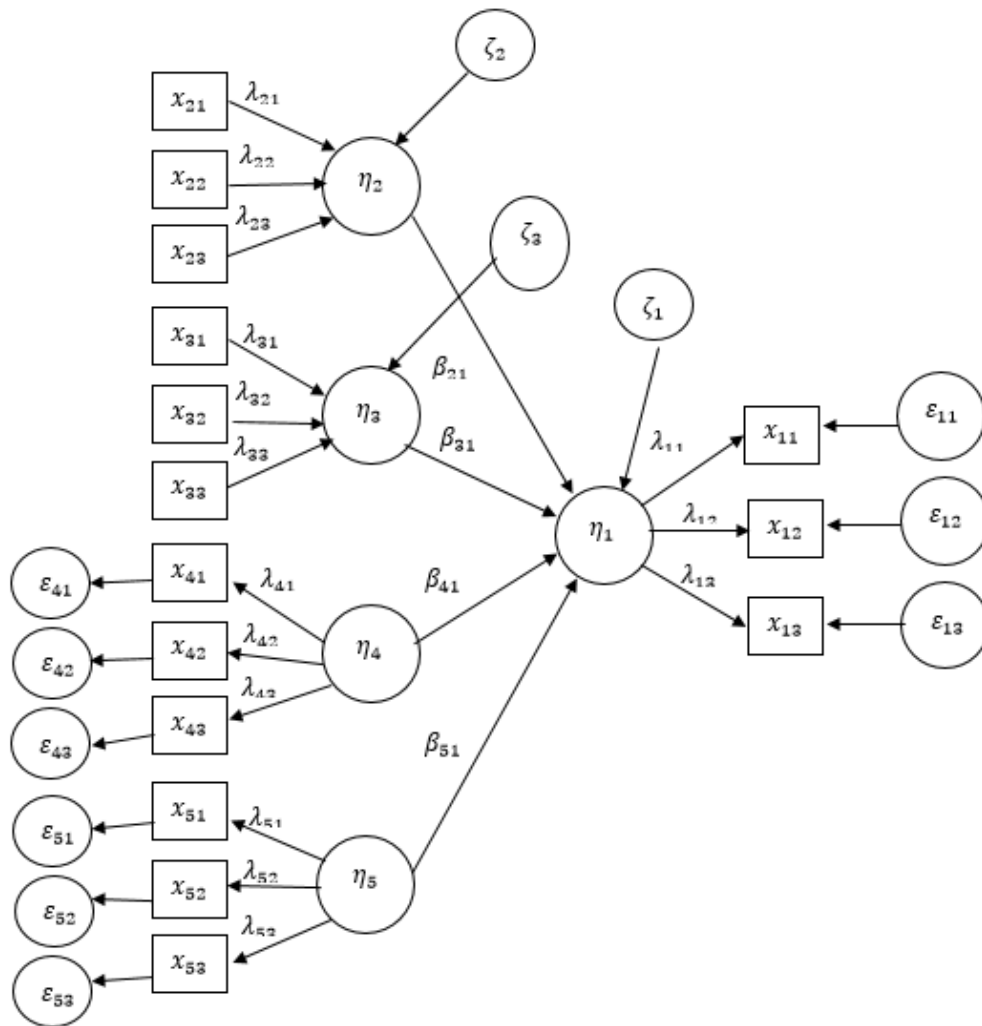 ζ₂
x₂₁
λ₂₁
x₂₂
λ₂₂
η₂
x₂₃
λ₂₃
ζ₃
x₃₁
λ₃₁
ζ₁
x₃₂
λ₃₂
η₃
β₂₁
x₃₃
λ₃₃
β₃₁
λ₁₁
x₁₁
ε₁₁
η₁
λ₁₂
x₁₂
ε₁₂
λ₁₃
x₁₃
ε₁₃
ε₄₁
x₄₁
λ₄₁
β₄₁
ε₄₂
x₄₂
λ₄₂
η₄
ε₄₃
x₄₃
λ₄₃
β₅₁
ε₅₁
x₅₁
λ₅₁
ε₅₂
x₅₂
λ₅₂
η₅
ε₅₃
x₅₃
λ₅₃